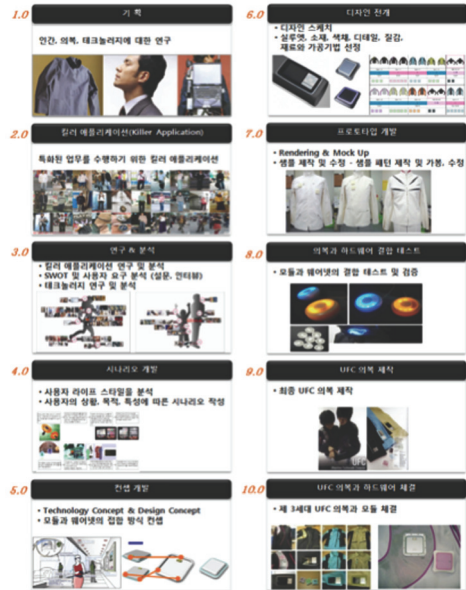 1.0
기 획
인간, 의복, 테크놀러지에 대한 연구
2.0
킬러 애플리케이션(Killer Application)
특화된 업무를 수행하기 위한 킬러 애플리케이션
3.0
연구 & 분석
• 킬러 애플리케이션 연구 및 분석
• SWOT 및 사용자 요구 분석 (설문, 인터뷰)
• 테크놀러지 연구 및 분석
4.0
시나리오 개발
• 사용자 라이프 스타일을 분석
• 사용자의 상황, 목적, 특성에 따른 시나리오 작성
5.0
컨셉 개발
• Technology Concept & Design Concept
• 모듈과 웨어넷의 접합 방식 컨셉
6.0
디자인 전개
• 디자인 스케치
• 실루엣, 소재, 색채, 디테일, 질감,
재료와 가공기법 선정
7.0
프로토타입 개발
• Rendering & Mock Up
• 샘플 제작 및 수정 - 샘플 패턴 제작 및 가봉, 수정
8.0
의복과 하드웨어 결합 테스트
• 모듈과 웨어넷의 결합 테스트 및 검증
9.0
UFC 의복 제작
• 최종 UFC 의복 제작
10.0
UFC 의복과 하드웨어 체결
• 제 3세대 UFC 의복과 모듈 체결